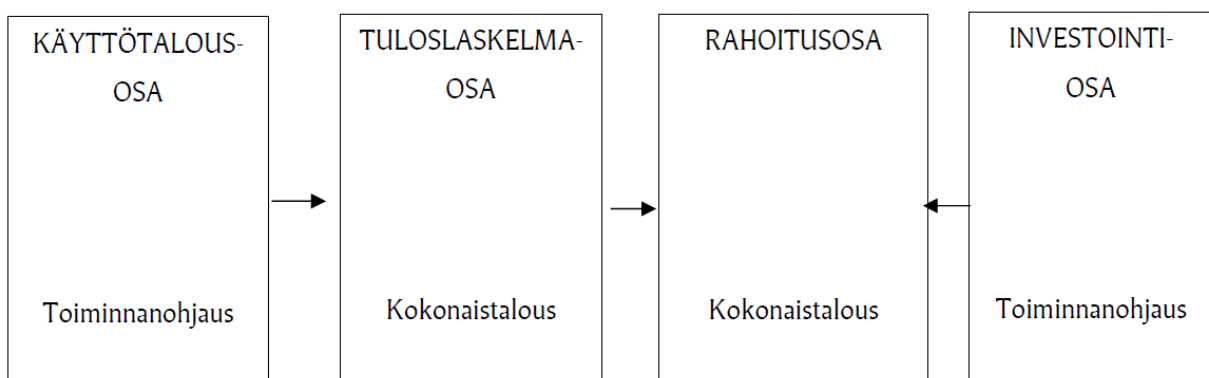 KÄYTTÖTALOUS-
OSA
Toiminnanohjaus
TULOSLASKELMA-
OSA
Kokonaistalous
RAHOITUSOSA
Kokonaistalous
INVESTOINTI-
OSA
Toiminnanohjaus